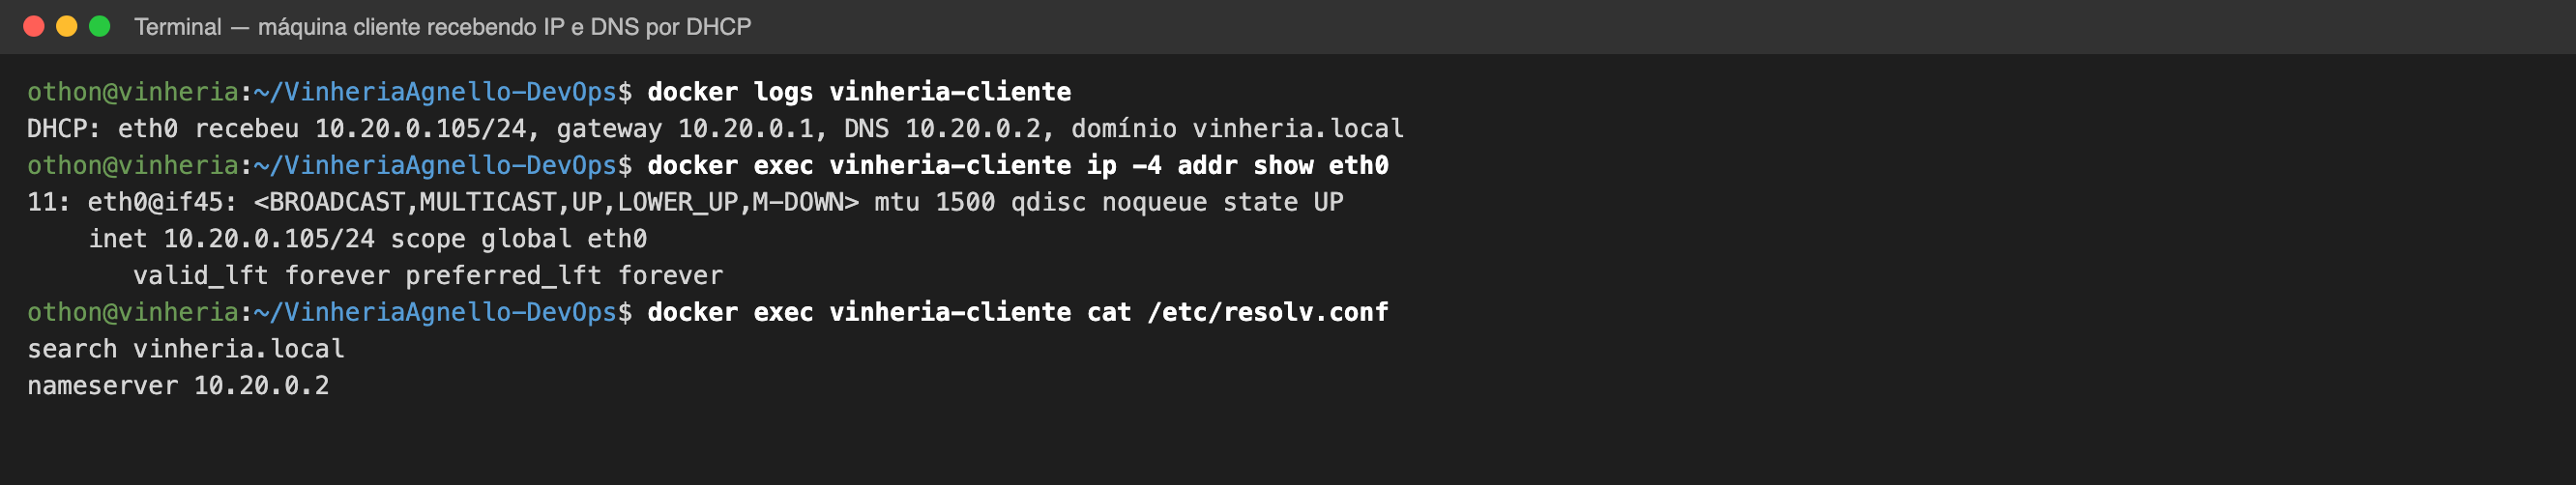 Terminal — máquina cliente recebendo IP e DNS por DHCP
othon@vinheria:~/VinheriaAgnello-DevOps$ docker logs vinheria-cliente
DHCP: eth0 recebeu 10.20.0.105/24, gateway 10.20.0.1, DNS 10.20.0.2, domínio vinheria.local
othon@vinheria:~/VinheriaAgnello-DevOps$ docker exec vinheria-cliente ip -4 addr show eth0
11: eth0@if45: <BROADCAST,MULTICAST,UP,LOWER_UP,M-DOWN> mtu 1500 qdisc noqueue state UP
    inet 10.20.0.105/24 scope global eth0
       valid_lft forever preferred_lft forever
othon@vinheria:~/VinheriaAgnello-DevOps$ docker exec vinheria-cliente cat /etc/resolv.conf
search vinheria.local
nameserver 10.20.0.2